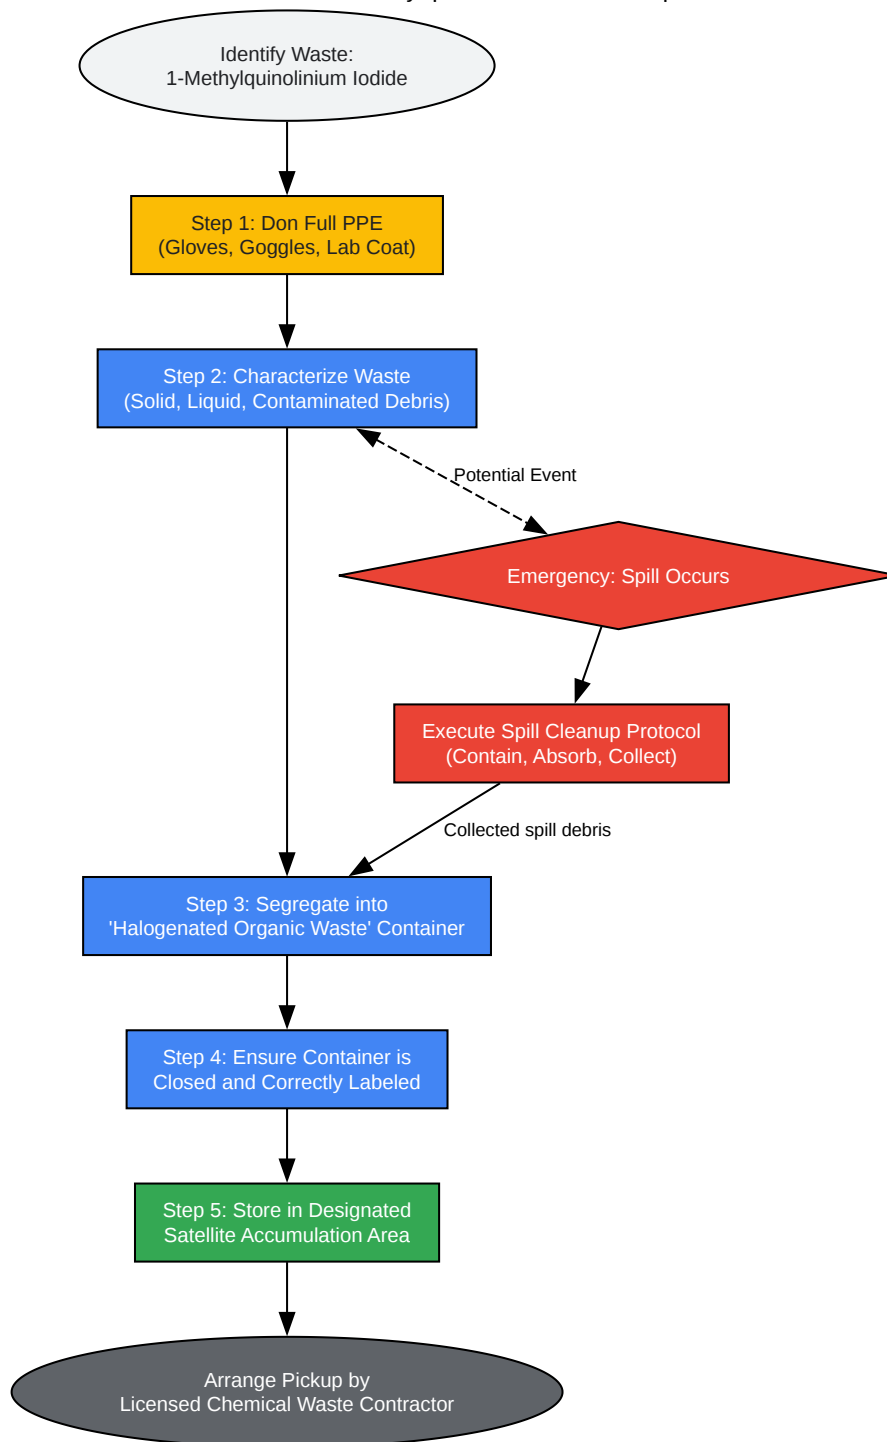 Identify Waste:
1-Methylquinolinium Iodide
Step 1: Don Full PPE
(Gloves, Goggles, Lab Coat)
Step 2: Characterize Waste
(Solid, Liquid, Contaminated Debris)
Potential Event
Emergency: Spill Occurs
Execute Spill Cleanup Protocol
(Contain, Absorb, Collect)
Collected spill debris
Step 3: Segregate into
'Halogenated Organic Waste' Container
Step 4: Ensure Container is
Closed and Correctly Labeled
Step 5: Store in Designated
Satellite Accumulation Area
Arrange Pickup by
Licensed Chemical Waste Contractor